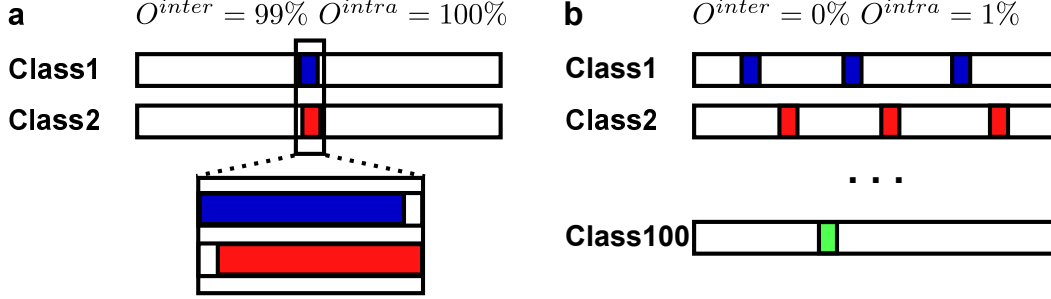 a
O^{inter} = 99% O^{intra} = 100%
Class1
Class2
b
O^{inter} = 0% O^{intra} = 1%
Class1
Class2
...
Class100